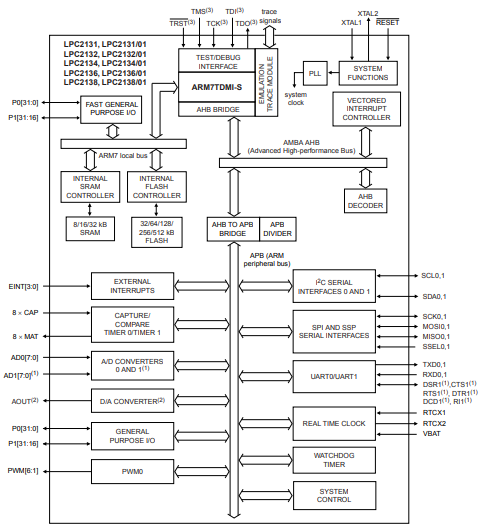 TMS(3) TDI(3) trace
TRST(3) TCK(3) TDO(3) signals
XTAL2
XTAL1 RESET
LPC2131, LPC2131/01
LPC2132, LPC2132/01
LPC2134, LPC2134/01
LPC2136, LPC2136/01
LPC2138, LPC2138/01
TEST/DEBUG
INTERFACE
ARM7TDMI-S
AHB BRIDGE
EMULATION
TRACE MODULE
PLL
system
clock
SYSTEM
FUNCTIONS
VECTORED
INTERRUPT
CONTROLLER
P0[31:0]
P1[31:16]
FAST GENERAL
PURPOSE I/O
ARM7 local bus
AMBA AHB
(Advanced High-performance Bus)
INTERNAL
SRAM
CONTROLLER
INTERNAL
FLASH
CONTROLLER
8/16/32 kB
SRAM
32/64/128/
256/512 kB
FLASH
AHB
DECODER
AHB TO APB
BRIDGE
APB
DIVIDER
APB (ARM
peripheral bus)
EINT[3:0]
EXTERNAL
INTERRUPTS
I2C SERIAL
INTERFACES 0 AND 1
SCL0,1
SDA0,1
8 × CAP
8 × MAT
CAPTURE/
COMPARE
TIMER 0/TIMER 1
SPI AND SSP
SERIAL INTERFACES
SCK0,1
MOSI0,1
MISO0,1
SSEL0,1
AD0[7:0]
AD1[7:0](1)
A/D CONVERTERS
0 AND 1(1)
UART0/UART1
TXD0,1
RXD0,1
DSR1(1),CTS1(1)
RTS1(1), DTR1(1)
DCD1(1), RI1(1)
AOUT(2)
D/A CONVERTER(2)
REAL TIME CLOCK
RTCX1
RTCX2
VBAT
P0[31:0]
P1[31:16]
GENERAL
PURPOSE I/O
WATCHDOG
TIMER
PWM[6:1]
PWM0
SYSTEM
CONTROL